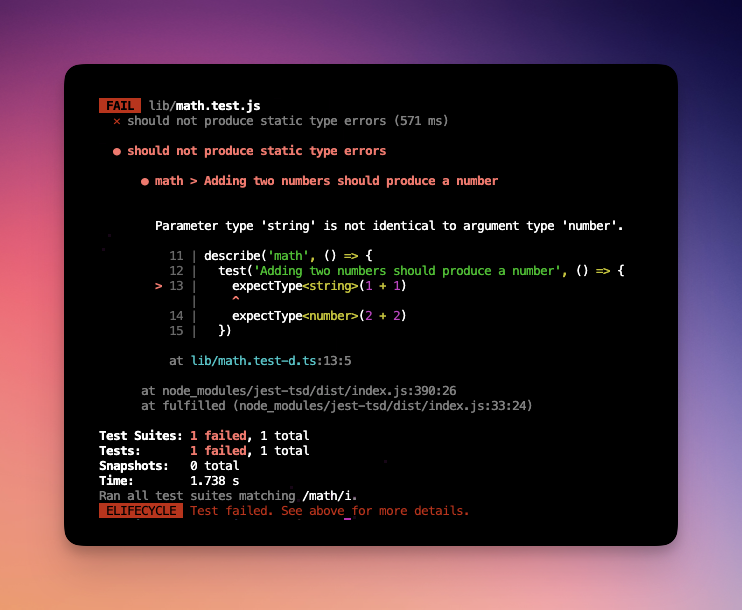 FAIL lib/math.test.js
× should not produce static type errors (571 ms)
● should not produce static type errors
● math > Adding two numbers should produce a number
Parameter type 'string' is not identical to argument type 'number'.
11 | describe('math', () => {
12 |   test('Adding two numbers should produce a number', () => {
> 13 |     expectType<string>(1 + 1)
|     ^
14 |     expectType<number>(2 + 2)
15 |   })
at lib/math.test-d.ts:13:5
at node_modules/jest-tsd/dist/index.js:390:26
at fulfilled (node_modules/jest-tsd/dist/index.js:33:24)
Test Suites: 1 failed, 1 total
Tests:       1 failed, 1 total
Snapshots:   0 total
Time:        1.738 s
Ran all test suites matching /math/i.
ELIFECYCLE Test failed. See above for more details.